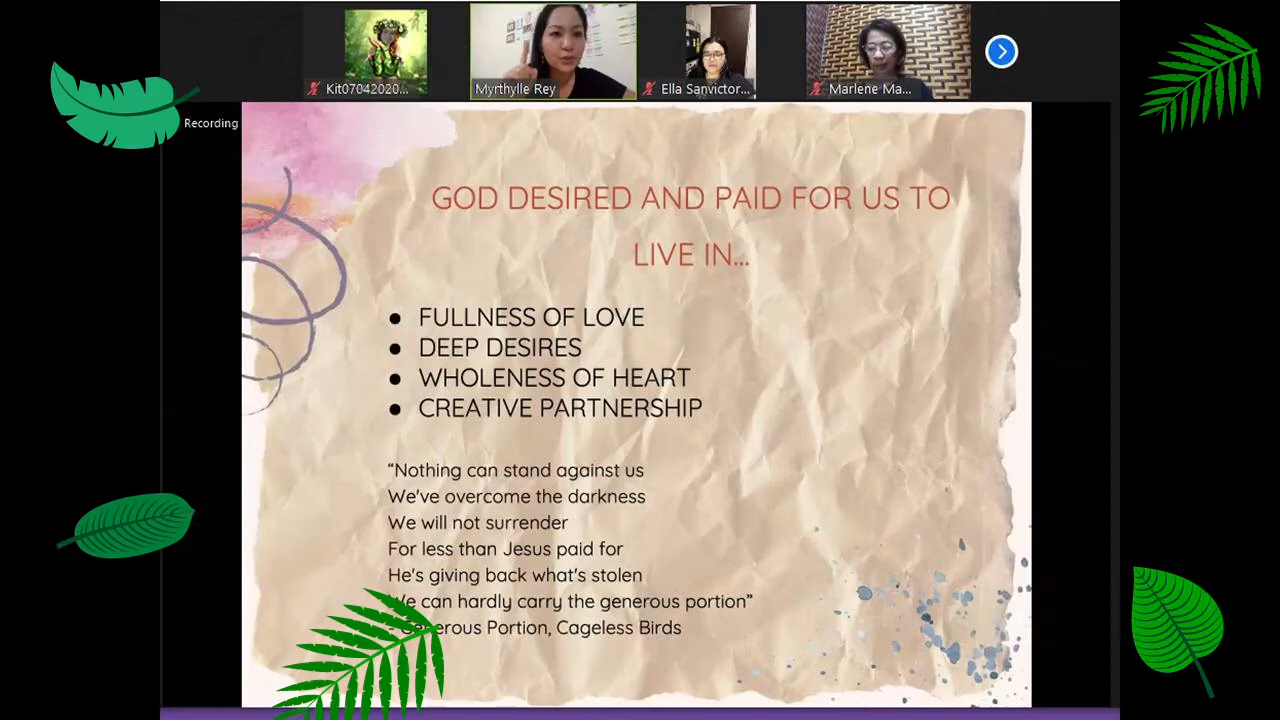 Kit07042020...
Myrthylle Rey
Ella Sanvictor...
Marlene Ma...
Recording
GOD DESIRED AND PAID FOR US TO
LIVE IN...
● FULLNESS OF LOVE
● DEEP DESIRES
● WHOLENESS OF HEART
● CREATIVE PARTNERSHIP
“Nothing can stand against us
We've overcome the darkness
We will not surrender
For less than Jesus paid for
He's giving back what's stolen
We can hardly carry the generous portion”
- Generous Portion, Cageless Birds